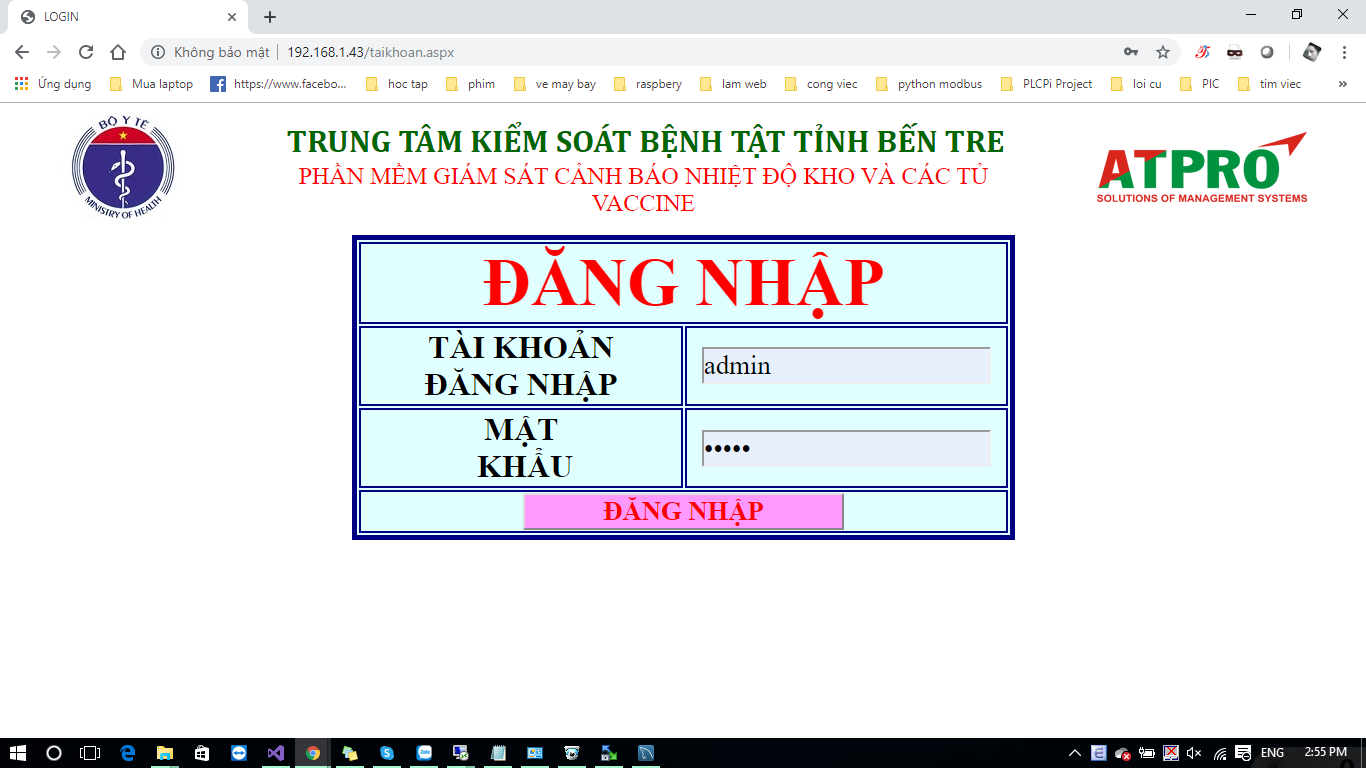 LOGIN
Không bảo mật
192.168.1.43/taikhoan.aspx
Ứng dụng
Mua laptop
https://www.facebo...
hoc tap
phim
ve may bay
raspbery
lam web
cong viec
python modbus
PLCPi Project
loi cu
PIC
tim viec
»
BỘ Y TẾ
MINISTRY OF HEALTH
TRUNG TÂM KIỂM SOÁT BỆNH TẬT TỈNH BẾN TRE
PHẦN MỀM GIÁM SÁT CẢNH BÁO NHIỆT ĐỘ KHO VÀ CÁC TỦ
VACCINE
ATPRO
SOLUTIONS OF MANAGEMENT SYSTEMS
ĐĂNG NHẬP
TÀI KHOẢN
ĐĂNG NHẬP
admin
MẬT
KHẨU
•••••
ĐĂNG NHẬP
ENG
2:55 PM